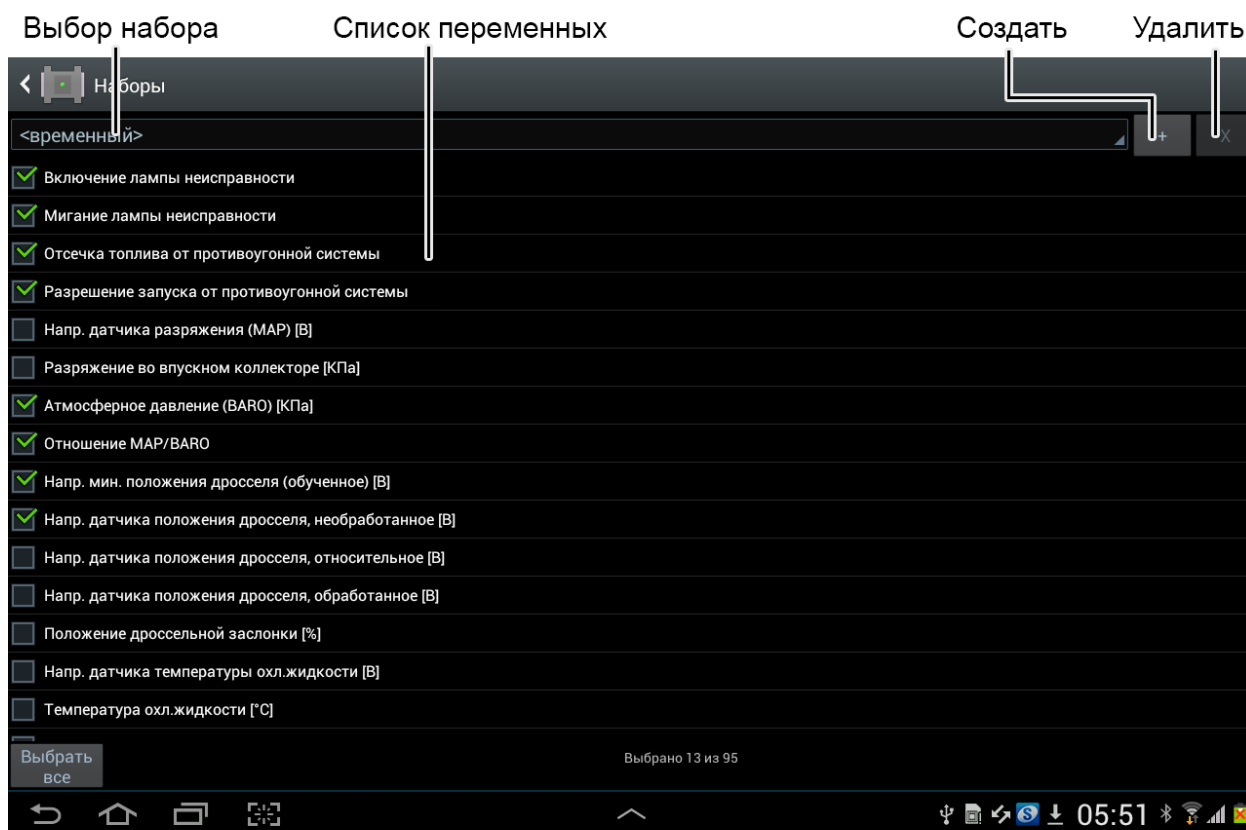 Выбор набора
Список переменных
Создать
Удалить
Наборы
<временный>
+
X
Включение лампы неисправности
Мигание лампы неисправности
Отсечка топлива от противоугонной системы
Разрешение запуска от противоугонной системы
Напр. датчика разряжения (MAP) [В]
Разряжение во впускном коллекторе [КПа]
Атмосферное давление (BARO) [КПа]
Отношение MAP/BARO
Напр. мин. положения дросселя (обученное) [В]
Напр. датчика положения дросселя, необработанное [В]
Напр. датчика положения дросселя, относительное [В]
Напр. датчика положения дросселя, обработанное [В]
Положение дроссельной заслонки [%]
Напр. датчика температуры охл.жидкости [В]
Температура охл.жидкости [°C]
Выбрать
все
Выбрано 13 из 95
05:51